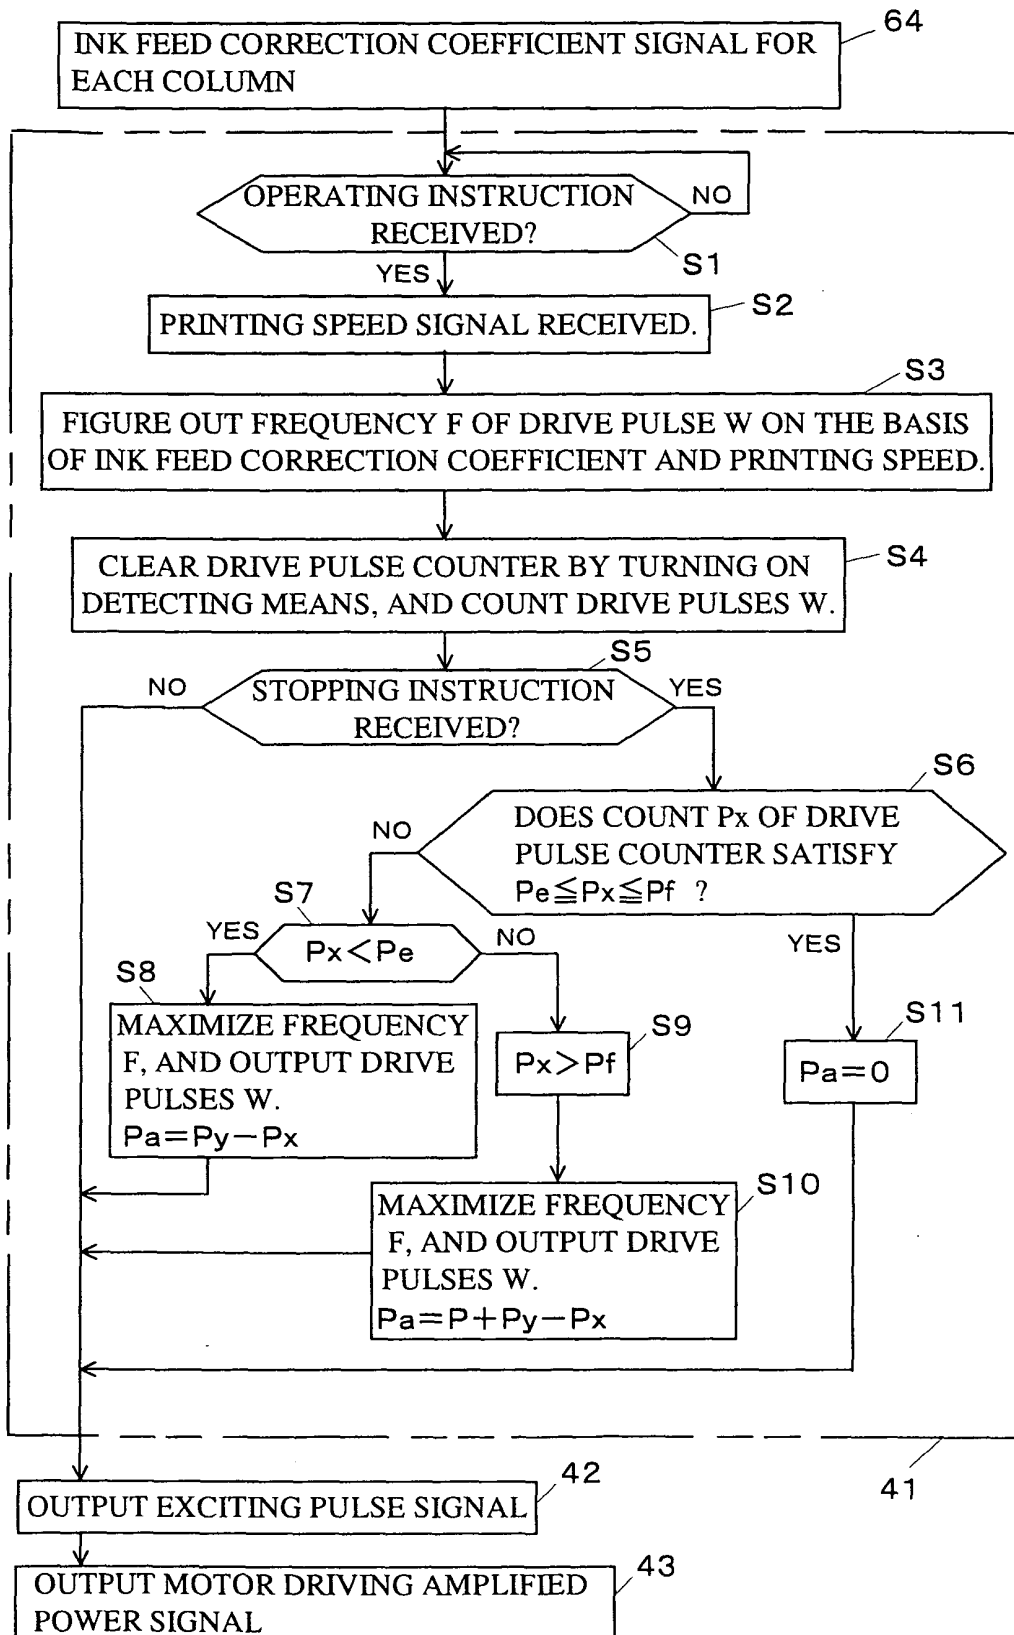 64
INK FEED CORRECTION COEFFICIENT SIGNAL FOR
EACH COLUMN
OPERATING INSTRUCTION
RECEIVED?
NO
S1
YES
S2
PRINTING SPEED SIGNAL RECEIVED.
S3
FIGURE OUT FREQUENCY F OF DRIVE PULSE W ON THE BASIS
OF INK FEED CORRECTION COEFFICIENT AND PRINTING SPEED.
S4
CLEAR DRIVE PULSE COUNTER BY TURNING ON
DETECTING MEANS, AND COUNT DRIVE PULSES W.
S5
NO
STOPPING INSTRUCTION
RECEIVED?
YES
S6
DOES COUNT Px OF DRIVE
PULSE COUNTER SATISFY
Pe≦Px≦Pf ?
NO
YES
S7
YES
Px<Pe
NO
S8
MAXIMIZE FREQUENCY
F, AND OUTPUT DRIVE
PULSES W.
Pa=Py−Px
S9
Px>Pf
S11
Pa=0
S10
MAXIMIZE FREQUENCY
F, AND OUTPUT DRIVE
PULSES W.
Pa=P+Py−Px
41
42
OUTPUT EXCITING PULSE SIGNAL
43
OUTPUT MOTOR DRIVING AMPLIFIED
POWER SIGNAL